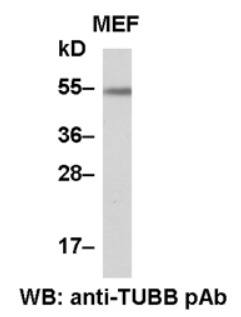 MEF
kD
55–
36–
28–
17–
WB: anti-TUBB pAb